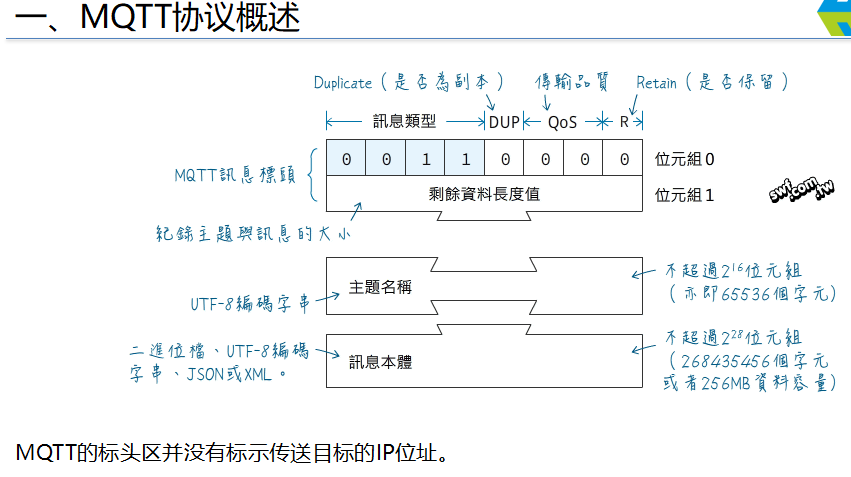 一、MQTT协议概述
Duplicate（是否為副本） 傳輸品質 Retain（是否保留）
訊息類型 DUP QoS R
MQTT訊息標頭 0 0 1 1 0 0 0 0 位元組0
剩餘資料長度值 位元組1
swf.com.tw
紀錄主題與訊息的大小
主題名稱
UTF-8編碼字串
不超過2¹⁶位元組
（亦即65536個字元）
二進位檔、UTF-8編碼
字串、JSON或XML。
訊息本體
不超過2²⁸位元組
（268435456個字元
或者256MB資料容量）
MQTT的标头区并没有标示传送目标的IP位址。